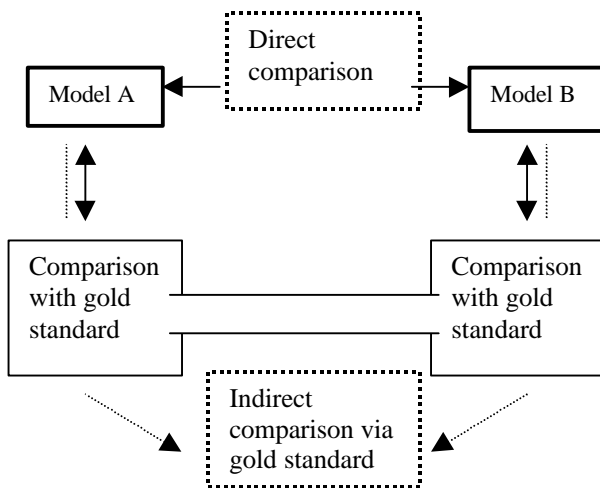 Direct
comparison
Model A
Model B
Comparison
with gold
standard
Comparison
with gold
standard
Indirect
comparison via
gold standard